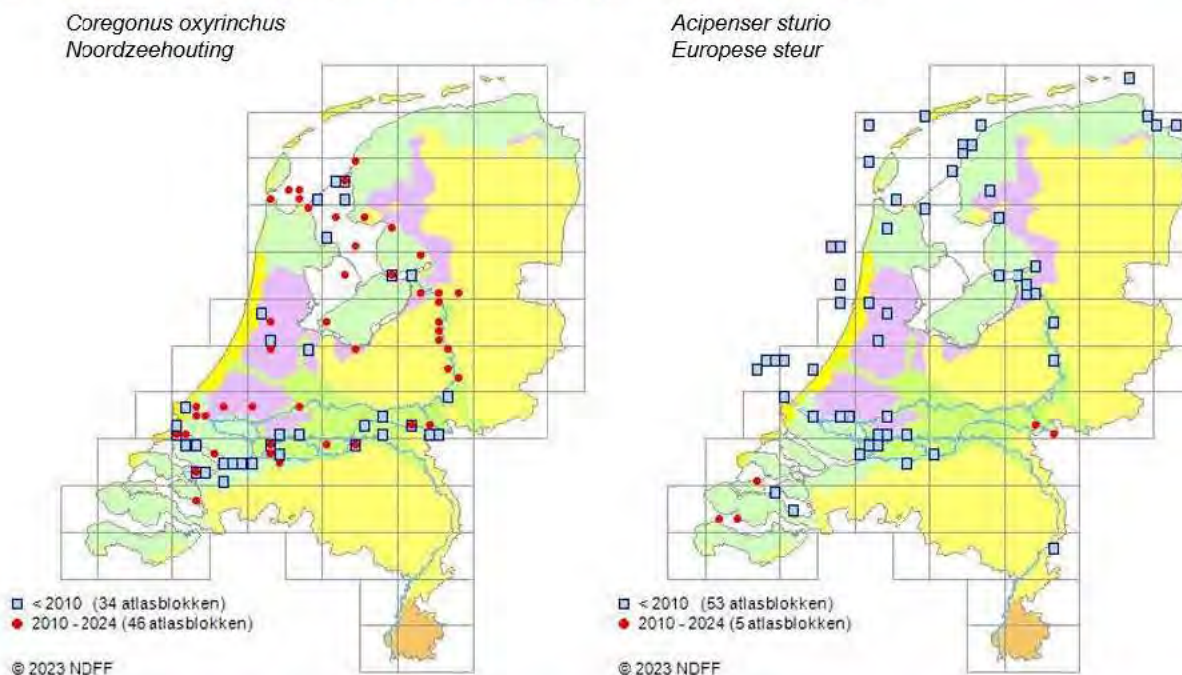 Coregonus oxyrinchus
Noordzeehouting
< 2010 (34 atlasblokken)
2010 - 2024 (46 atlasblokken)
© 2023 NDFF
Acipenser sturio
Europese steur
< 2010 (53 atlasblokken)
2010 - 2024 (5 atlasblokken)
© 2023 NDFF